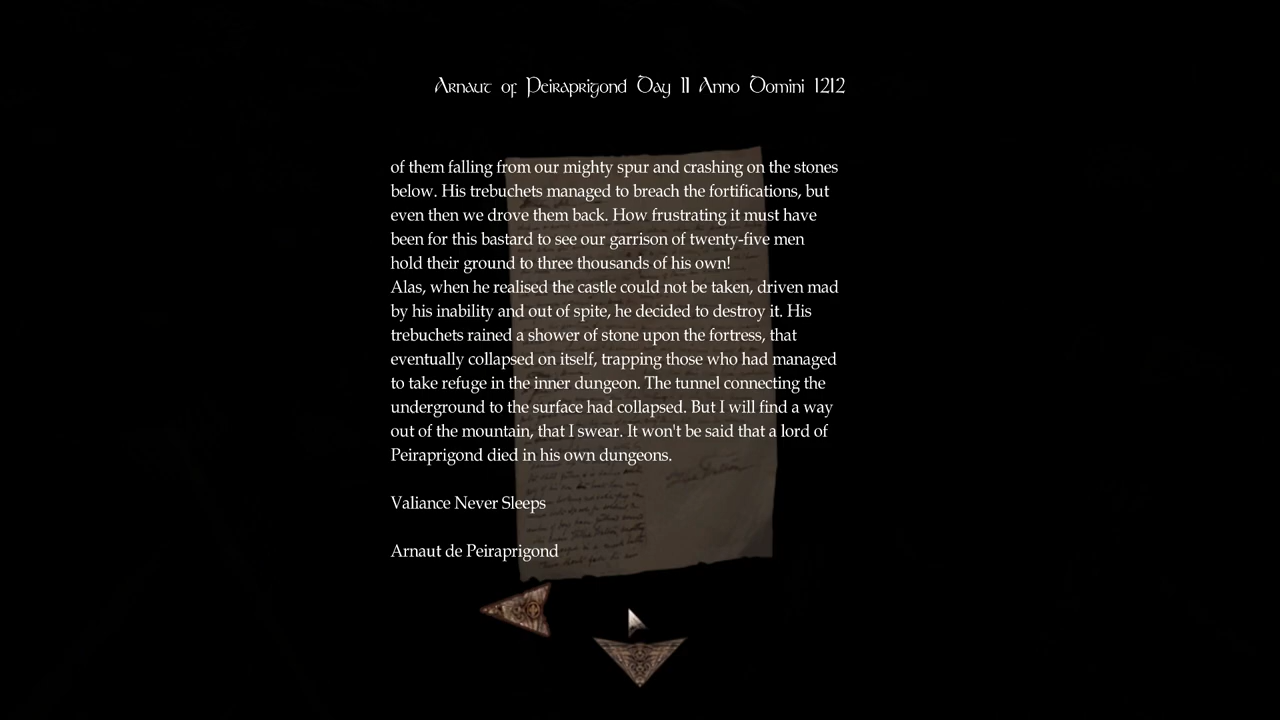 Arnaut of Peiraprigond Day II Anno Domini 1212
of them falling from our mighty spur and crashing on the stones
below. His trebuchets managed to breach the fortifications, but
even then we drove them back. How frustrating it must have
been for this bastard to see our garrison of twenty-five men
hold their ground to three thousands of his own!
Alas, when he realised the castle could not be taken, driven mad
by his inability and out of spite, he decided to destroy it. His
trebuchets rained a shower of stone upon the fortress, that
eventually collapsed on itself, trapping those who had managed
to take refuge in the inner dungeon. The tunnel connecting the
underground to the surface had collapsed. But I will find a way
out of the mountain, that I swear. It won't be said that a lord of
Peiraprigond died in his own dungeons.
Valiance Never Sleeps
Arnaut de Peiraprigond